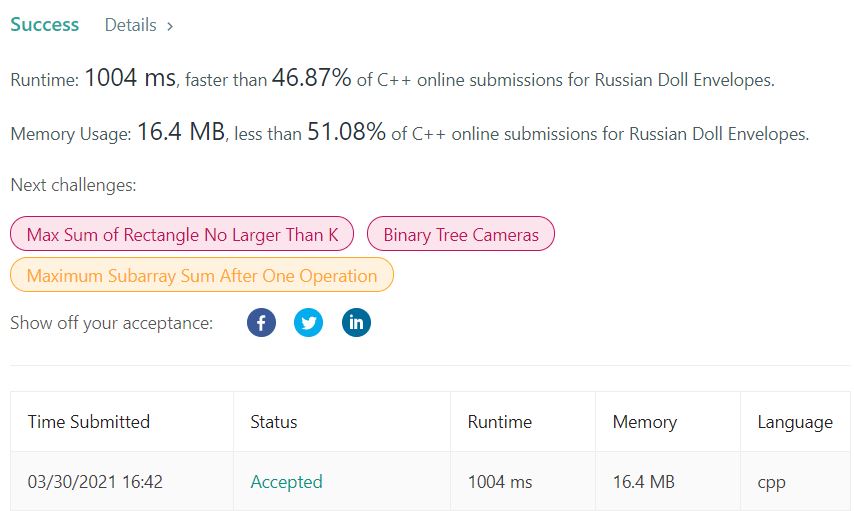 Success Details >
Runtime: 1004 ms, faster than 46.87% of C++ online submissions for Russian Doll Envelopes.
Memory Usage: 16.4 MB, less than 51.08% of C++ online submissions for Russian Doll Envelopes.
Next challenges:
Max Sum of Rectangle No Larger Than K Binary Tree Cameras
Maximum Subarray Sum After One Operation
Show off your acceptance: f in
Time Submitted Status Runtime Memory Language
03/30/2021 16:42 Accepted 1004 ms 16.4 MB cpp